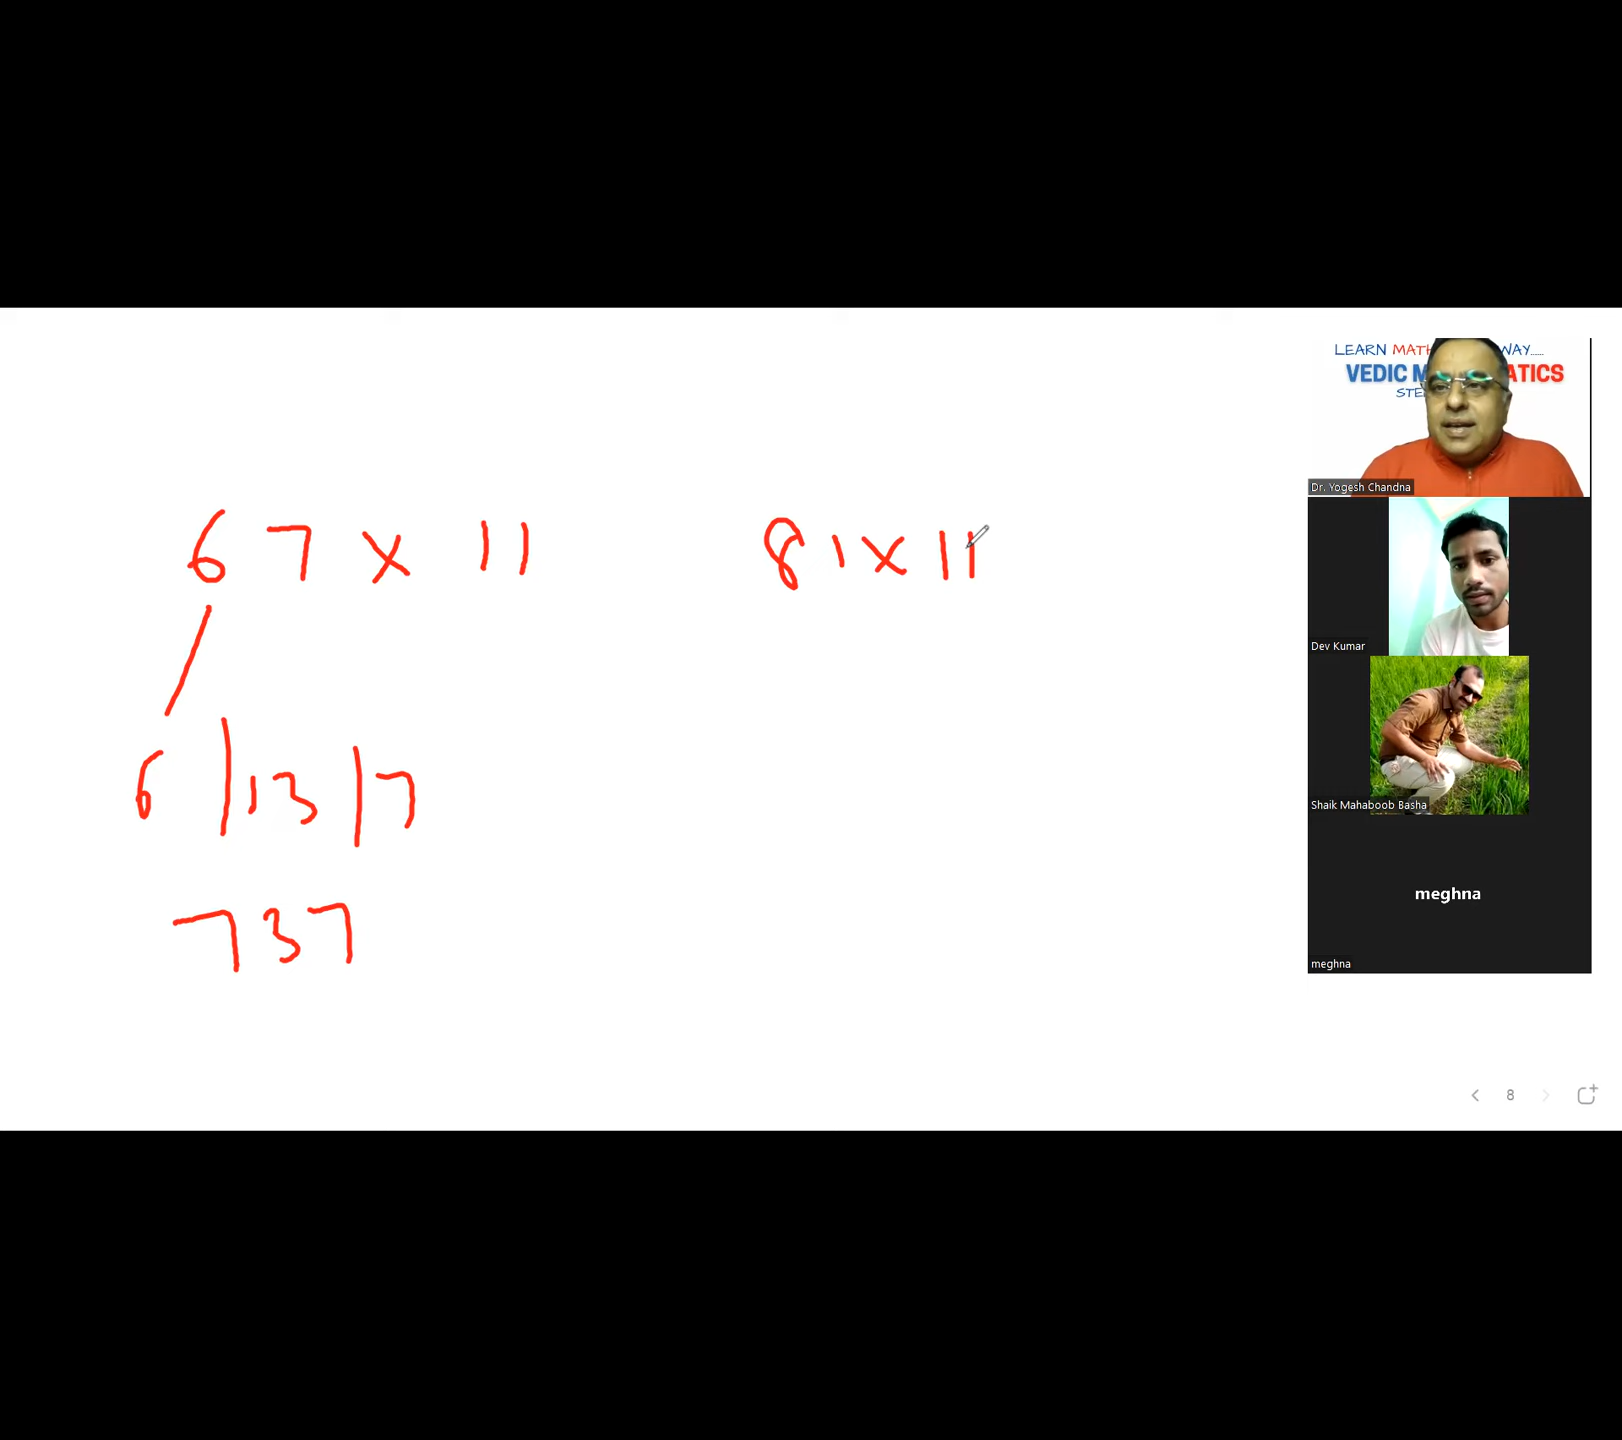 LEARN MATH WAY......
VEDIC M ATICS
STE
Dr. Yogesh Chandna
67 x 11
81 x 11
Dev Kumar
6 | 13 | 7
Shaik Mahaboob Basha
meghna
737
meghna
8